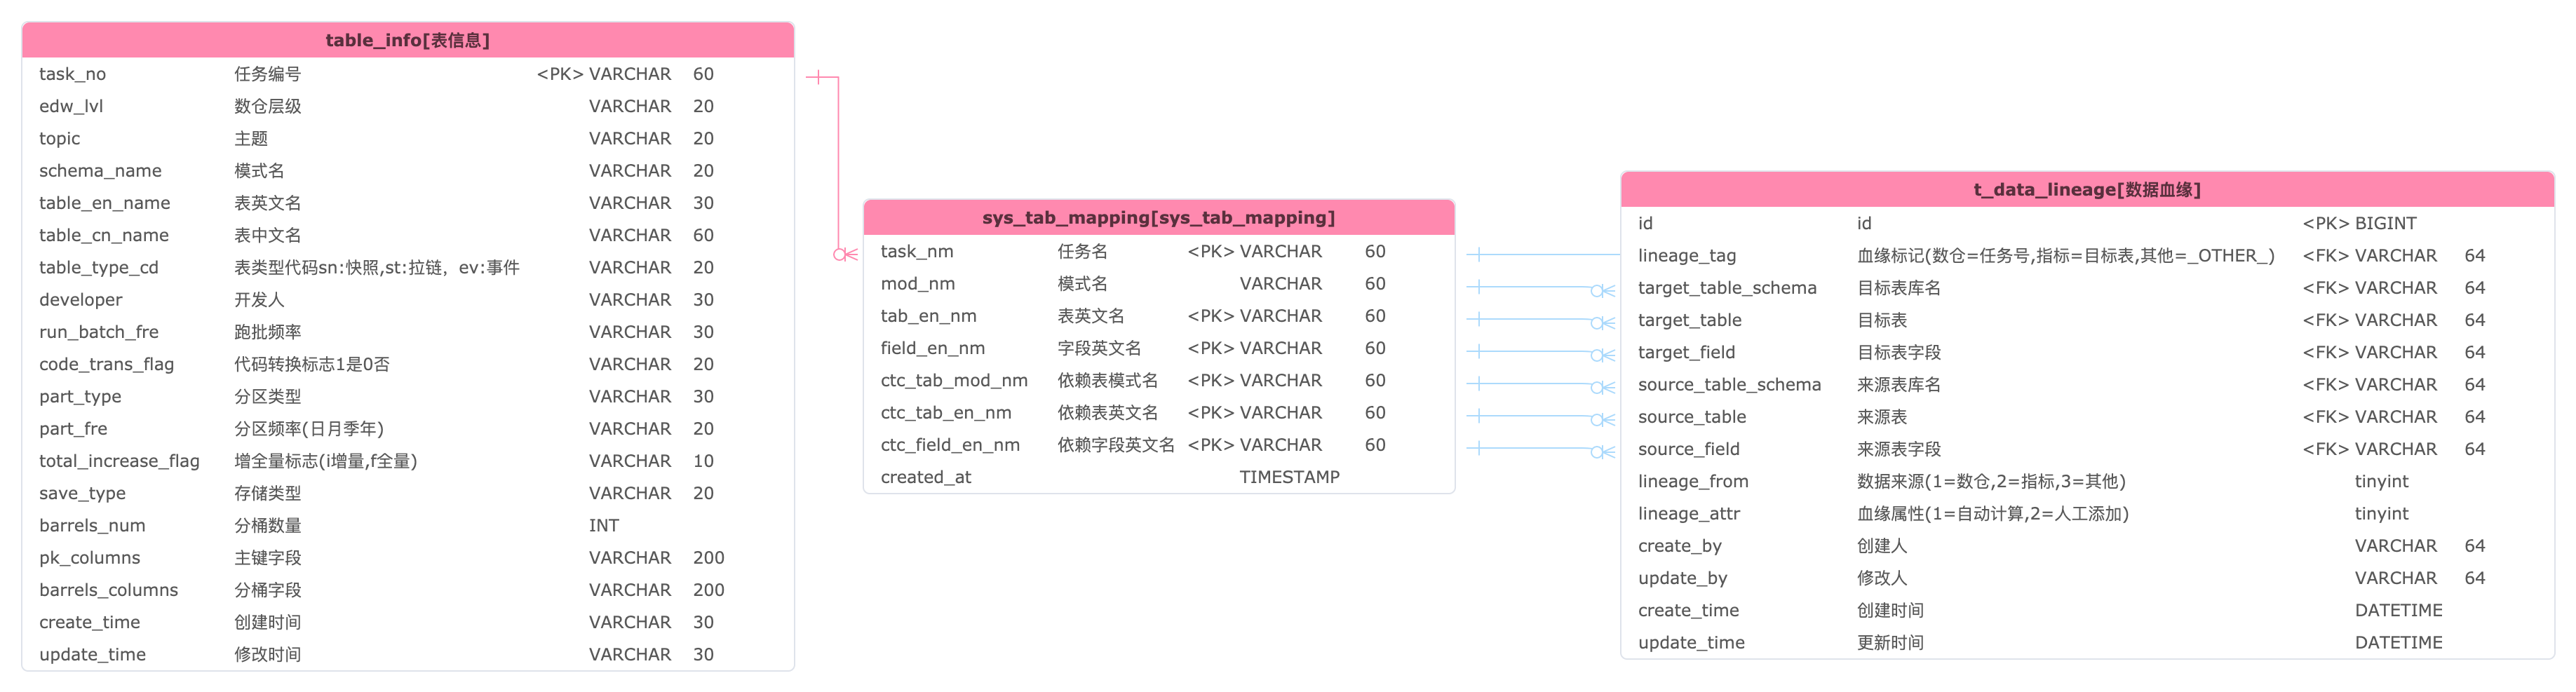 table_info[表信息]
task_no 任务编号 <PK> VARCHAR 60
edw_lvl 数仓层级 VARCHAR 20
topic 主题 VARCHAR 20
schema_name 模式名 VARCHAR 20
table_en_name 表英文名 VARCHAR 30
table_cn_name 表中文名 VARCHAR 60
table_type_cd 表类型代码sn:快照,st:拉链，ev:事件 VARCHAR 20
developer 开发人 VARCHAR 30
run_batch_fre 跑批频率 VARCHAR 30
code_trans_flag 代码转换标志1是0否 VARCHAR 20
part_type 分区类型 VARCHAR 30
part_fre 分区频率(日月季年) VARCHAR 20
total_increase_flag 增全量标志(i增量,f全量) VARCHAR 10
save_type 存储类型 VARCHAR 20
barrels_num 分桶数量 INT
pk_columns 主键字段 VARCHAR 200
barrels_columns 分桶字段 VARCHAR 200
create_time 创建时间 VARCHAR 30
update_time 修改时间 VARCHAR 30
sys_tab_mapping[sys_tab_mapping]
task_nm 任务名 <PK> VARCHAR 60
mod_nm 模式名 VARCHAR 60
tab_en_nm 表英文名 <PK> VARCHAR 60
field_en_nm 字段英文名 <PK> VARCHAR 60
ctc_tab_mod_nm 依赖表模式名 <PK> VARCHAR 60
ctc_tab_en_nm 依赖表英文名 <PK> VARCHAR 60
ctc_field_en_nm 依赖字段英文名 <PK> VARCHAR 60
created_at TIMESTAMP
t_data_lineage[数据血缘]
id id <PK> BIGINT
lineage_tag 血缘标记(数仓=任务号,指标=目标表,其他=_OTHER_) <FK> VARCHAR 64
target_table_schema 目标表库名 <FK> VARCHAR 64
target_table 目标表 <FK> VARCHAR 64
target_field 目标表字段 <FK> VARCHAR 64
source_table_schema 来源表库名 <FK> VARCHAR 64
source_table 来源表 <FK> VARCHAR 64
source_field 来源表字段 <FK> VARCHAR 64
lineage_from 数据来源(1=数仓,2=指标,3=其他) tinyint
lineage_attr 血缘属性(1=自动计算,2=人工添加) tinyint
create_by 创建人 VARCHAR 64
update_by 修改人 VARCHAR 64
create_time 创建时间 DATETIME
update_time 更新时间 DATETIME